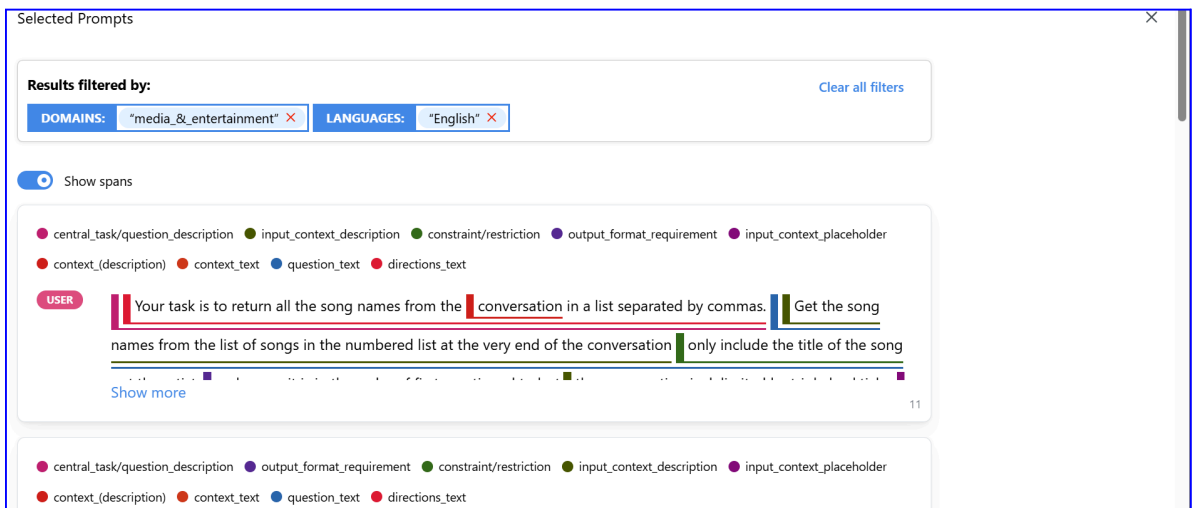 Selected Prompts
Results filtered by:
Clear all filters
DOMAINS: “media_&_entertainment” × LANGUAGES: “English” ×
Show spans
central_task/question_description input_context_description constraint/restriction output_format_requirement input_context_placeholder
context_(description) context_text question_text directions_text
USER
Your task is to return all the song names from the conversation in a list separated by commas. Get the song
names from the list of songs in the numbered list at the very end of the conversation only include the title of the song
Show more
11
central_task/question_description output_format_requirement constraint/restriction input_context_description input_context_placeholder
context_(description) context_text question_text directions_text